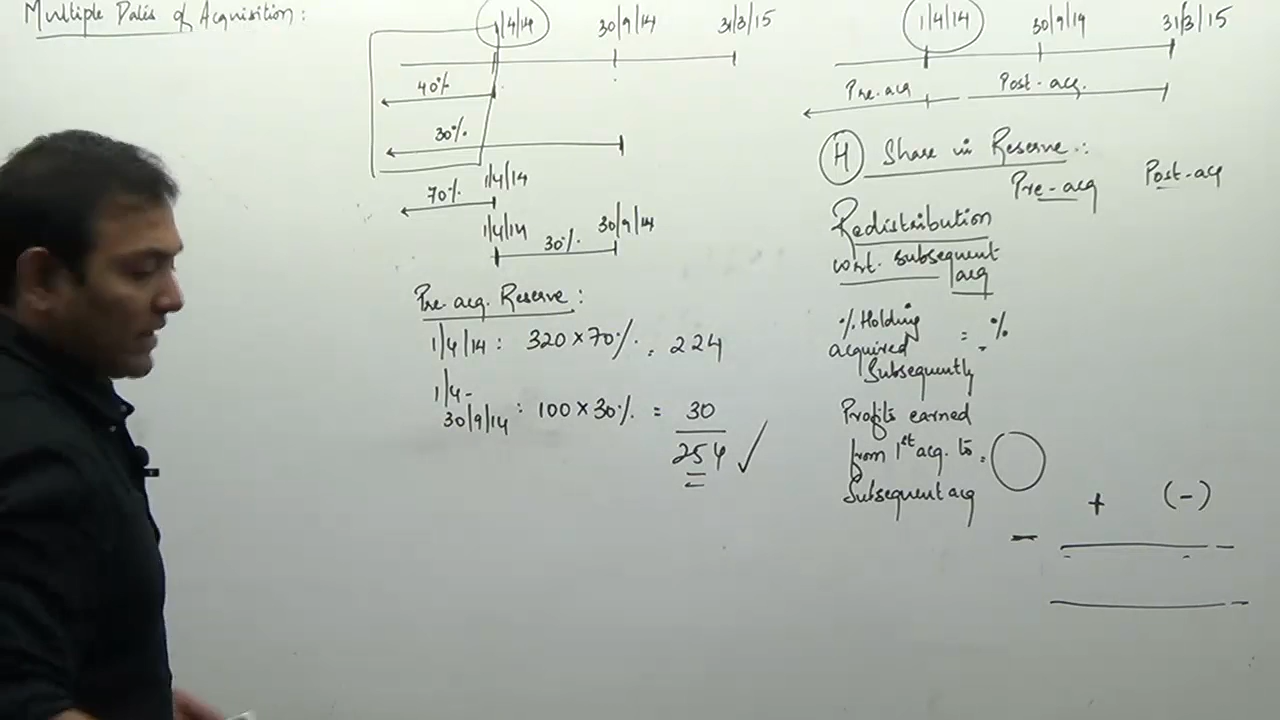 Multiple Dates of Acquisition :
1/4/14 30/9/14 31/3/15
40%
30%
70% 1/4/14
1/4/14 30% 30/9/14
Pre-acq. Reserve :
1/4/14 : 320 × 70% = 224
1/4 -
30/9/14 : 100 × 30% = 30
254 ✓
1/4/14 30/9/14 31/3/15
Pre-acq Post-acq.
(H) Share in Reserve :
Pre-acq Post-acq
Redistribution
w.r.t. subsequent
acq
% Holding
acquired = %
Subsequently
Profits earned
from 1st acq. to =
Subsequent acq
+ (-)